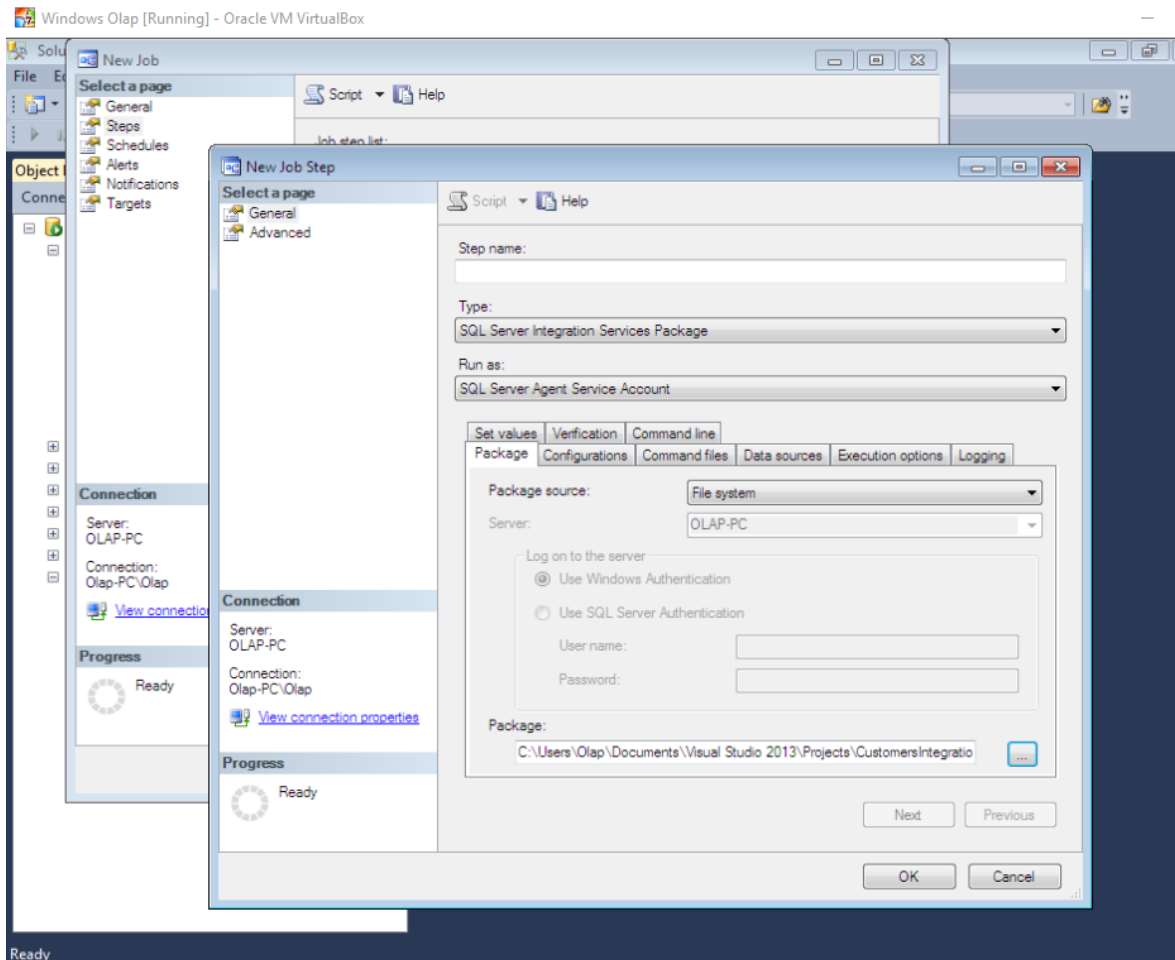 Windows Olap [Running] - Oracle VM VirtualBox
Solu
New Job
File Ed
Select a page
General
Steps
Schedules
Alerts
Notifications
Targets
Script Help
Job step list:
Object
Conne
Connection
Server:
OLAP-PC
Connection:
Olap-PC\Olap
View connectio
Progress
Ready
New Job Step
Select a page
General
Advanced
Script Help
Step name:
Type:
SQL Server Integration Services Package
Run as:
SQL Server Agent Service Account
Set values Verification Command line
Package Configurations Command files Data sources Execution options Logging
Package source: File system
Server: OLAP-PC
Log on to the server
Use Windows Authentication
Use SQL Server Authentication
User name:
Password:
Package:
C:\Users\Olap\Documents\Visual Studio 2013\Projects\CustomersIntegratio
...
Connection
Server:
OLAP-PC
Connection:
Olap-PC\Olap
View connection properties
Progress
Ready
Next Previous
OK Cancel
Ready